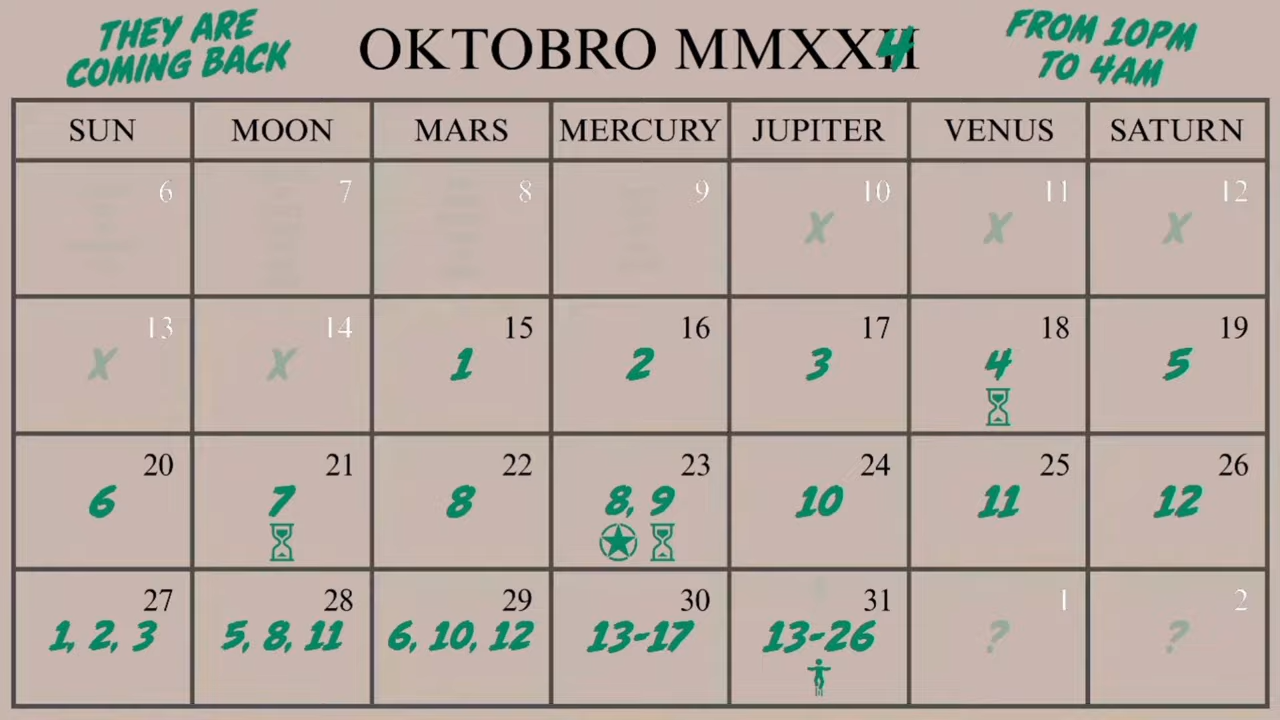 THEY ARE
COMING BACK
OKTOBRO MMXX4
FROM 10PM
TO 4AM
SUN MOON MARS MERCURY JUPITER VENUS SATURN
6 7 8 9 10 11 12
X X X
13 14 15 16 17 18 19
X X 1 2 3 4 5
20 21 22 23 24 25 26
6 7 8 8, 9 10 11 12
27 28 29 30 31 1 2
1, 2, 3 5, 8, 11 6, 10, 12 13-17 13-26 ? ?